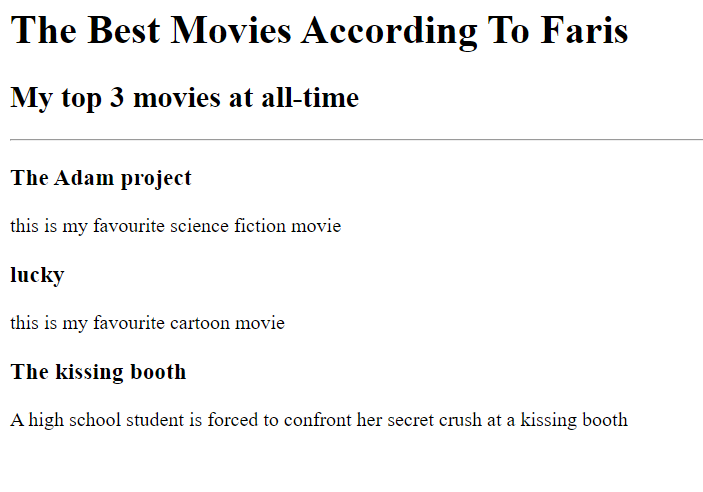 The Best Movies According To Faris
My top 3 movies at all-time
The Adam project
this is my favourite science fiction movie
lucky
this is my favourite cartoon movie
The kissing booth
A high school student is forced to confront her secret crush at a kissing booth